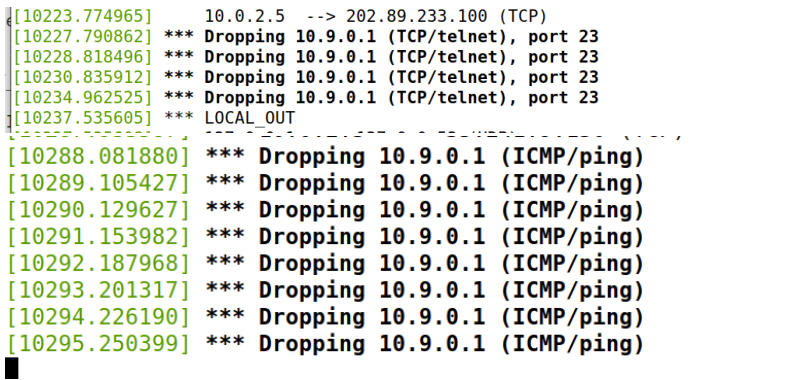 [10223.774965]     10.0.2.5  --> 202.89.233.100 (TCP)
[10227.790862] *** Dropping 10.9.0.1 (TCP/telnet), port 23
[10228.818496] *** Dropping 10.9.0.1 (TCP/telnet), port 23
[10230.835912] *** Dropping 10.9.0.1 (TCP/telnet), port 23
[10234.962525] *** Dropping 10.9.0.1 (TCP/telnet), port 23
[10237.535605] *** LOCAL_OUT
[10288.081880] *** Dropping 10.9.0.1 (ICMP/ping)
[10289.105427] *** Dropping 10.9.0.1 (ICMP/ping)
[10290.129627] *** Dropping 10.9.0.1 (ICMP/ping)
[10291.153982] *** Dropping 10.9.0.1 (ICMP/ping)
[10292.187968] *** Dropping 10.9.0.1 (ICMP/ping)
[10293.201317] *** Dropping 10.9.0.1 (ICMP/ping)
[10294.226190] *** Dropping 10.9.0.1 (ICMP/ping)
[10295.250399] *** Dropping 10.9.0.1 (ICMP/ping)